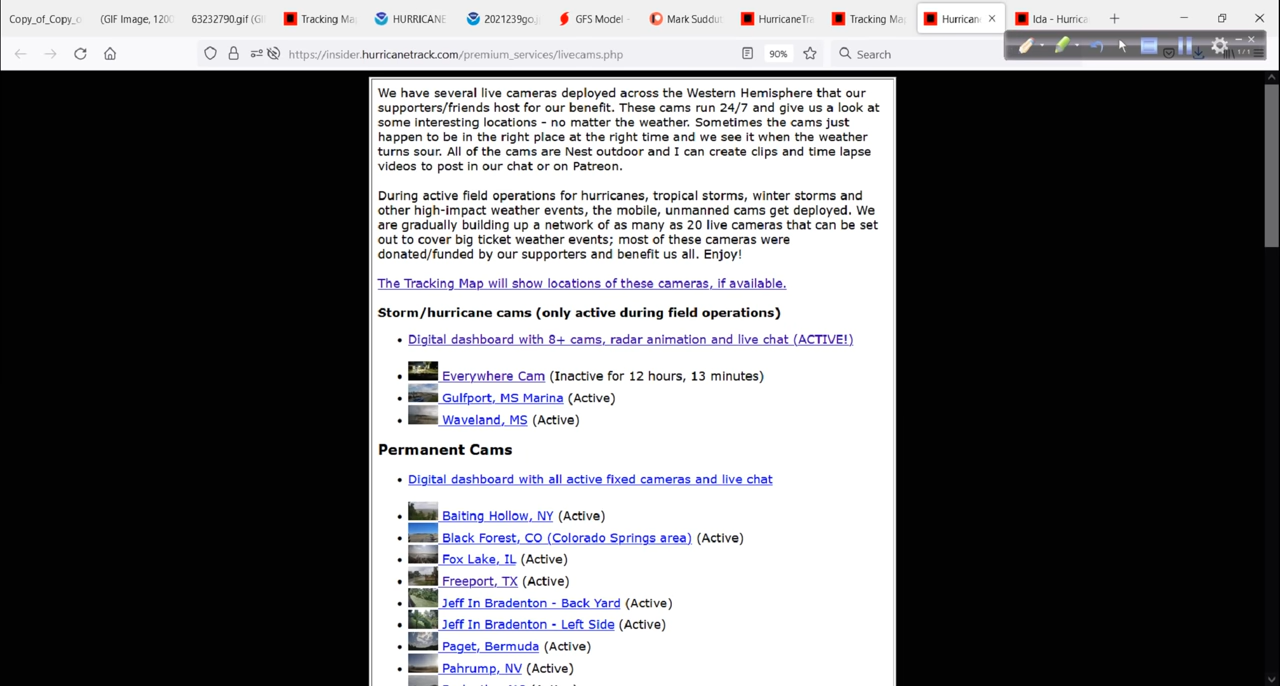 Copy_of_Copy_o
(GIF Image, 120
63232790.gif (GI
Tracking Ma
HURRICANE
2021239go.j
GFS Model –
Mark Suddut
HurricaneTra
Tracking Ma
Hurrican
Ida - Hurrica
https://insider.hurricanetrack.com/premium_services/livecams.php
90%
Search
1/1
We have several live cameras deployed across the Western Hemisphere that our
supporters/friends host for our benefit. These cams run 24/7 and give us a look at
some interesting locations - no matter the weather. Sometimes the cams just
happen to be in the right place at the right time and we see it when the weather
turns sour. All of the cams are Nest outdoor and I can create clips and time lapse
videos to post in our chat or on Patreon.
During active field operations for hurricanes, tropical storms, winter storms and
other high-impact weather events, the mobile, unmanned cams get deployed. We
are gradually building up a network of as many as 20 live cameras that can be set
out to cover big ticket weather events; most of these cameras were
donated/funded by our supporters and benefit us all. Enjoy!
The Tracking Map will show locations of these cameras, if available.
Storm/hurricane cams (only active during field operations)
Digital dashboard with 8+ cams, radar animation and live chat (ACTIVE!)
Everywhere Cam (Inactive for 12 hours, 13 minutes)
Gulfport, MS Marina (Active)
Waveland, MS (Active)
Permanent Cams
Digital dashboard with all active fixed cameras and live chat
Baiting Hollow, NY (Active)
Black Forest, CO (Colorado Springs area) (Active)
Fox Lake, IL (Active)
Freeport, TX (Active)
Jeff In Bradenton - Back Yard (Active)
Jeff In Bradenton - Left Side (Active)
Paget, Bermuda (Active)
Pahrump, NV (Active)